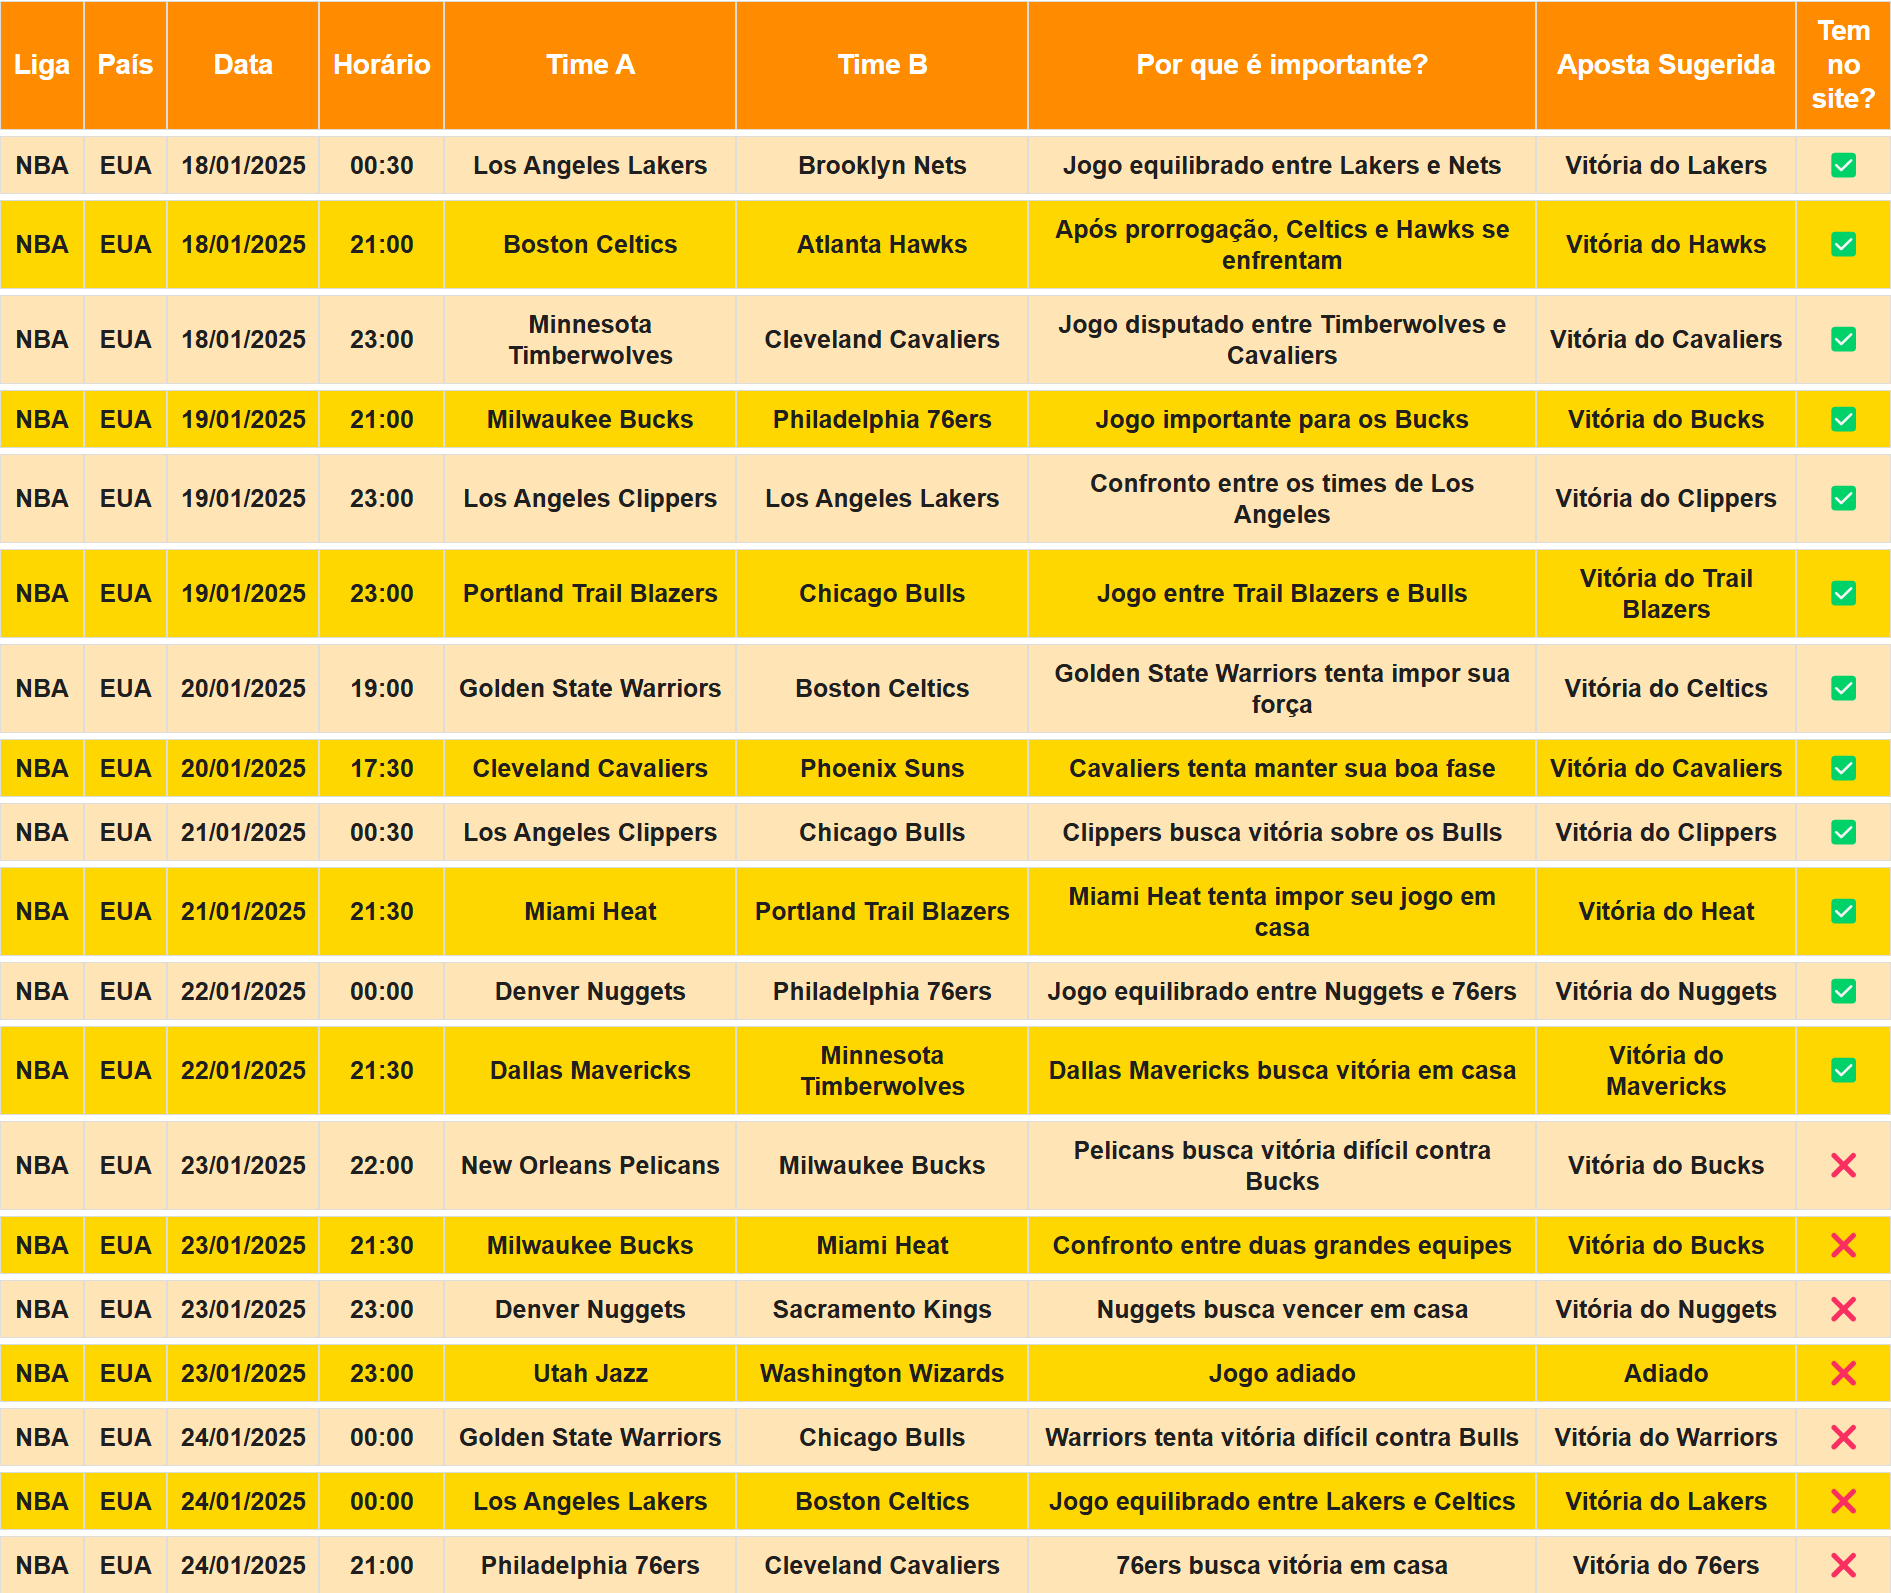 Liga País Data Horário Time A Time B Por que é importante? Aposta Sugerida Tem no site?
NBA EUA 18/01/2025 00:30 Los Angeles Lakers Brooklyn Nets Jogo equilibrado entre Lakers e Nets Vitória do Lakers ✅
NBA EUA 18/01/2025 21:00 Boston Celtics Atlanta Hawks Após prorrogação, Celtics e Hawks se enfrentam Vitória do Hawks ✅
NBA EUA 18/01/2025 23:00 Minnesota Timberwolves Cleveland Cavaliers Jogo disputado entre Timberwolves e Cavaliers Vitória do Cavaliers ✅
NBA EUA 19/01/2025 21:00 Milwaukee Bucks Philadelphia 76ers Jogo importante para os Bucks Vitória do Bucks ✅
NBA EUA 19/01/2025 23:00 Los Angeles Clippers Los Angeles Lakers Confronto entre os times de Los Angeles Vitória do Clippers ✅
NBA EUA 19/01/2025 23:00 Portland Trail Blazers Chicago Bulls Jogo entre Trail Blazers e Bulls Vitória do Trail Blazers ✅
NBA EUA 20/01/2025 19:00 Golden State Warriors Boston Celtics Golden State Warriors tenta impor sua força Vitória do Celtics ✅
NBA EUA 20/01/2025 17:30 Cleveland Cavaliers Phoenix Suns Cavaliers tenta manter sua boa fase Vitória do Cavaliers ✅
NBA EUA 21/01/2025 00:30 Los Angeles Clippers Chicago Bulls Clippers busca vitória sobre os Bulls Vitória do Clippers ✅
NBA EUA 21/01/2025 21:30 Miami Heat Portland Trail Blazers Miami Heat tenta impor seu jogo em casa Vitória do Heat ✅
NBA EUA 22/01/2025 00:00 Denver Nuggets Philadelphia 76ers Jogo equilibrado entre Nuggets e 76ers Vitória do Nuggets ✅
NBA EUA 22/01/2025 21:30 Dallas Mavericks Minnesota Timberwolves Dallas Mavericks busca vitória em casa Vitória do Mavericks ✅
NBA EUA 23/01/2025 22:00 New Orleans Pelicans Milwaukee Bucks Pelicans busca vitória difícil contra Bucks Vitória do Bucks ❌
NBA EUA 23/01/2025 21:30 Milwaukee Bucks Miami Heat Confronto entre duas grandes equipes Vitória do Bucks ❌
NBA EUA 23/01/2025 23:00 Denver Nuggets Sacramento Kings Nuggets busca vencer em casa Vitória do Nuggets ❌
NBA EUA 23/01/2025 23:00 Utah Jazz Washington Wizards Jogo adiado Adiado ❌
NBA EUA 24/01/2025 00:00 Golden State Warriors Chicago Bulls Warriors tenta vitória difícil contra Bulls Vitória do Warriors ❌
NBA EUA 24/01/2025 00:00 Los Angeles Lakers Boston Celtics Jogo equilibrado entre Lakers e Celtics Vitória do Lakers ❌
NBA EUA 24/01/2025 21:00 Philadelphia 76ers Cleveland Cavaliers 76ers busca vitória em casa Vitória do 76ers ❌